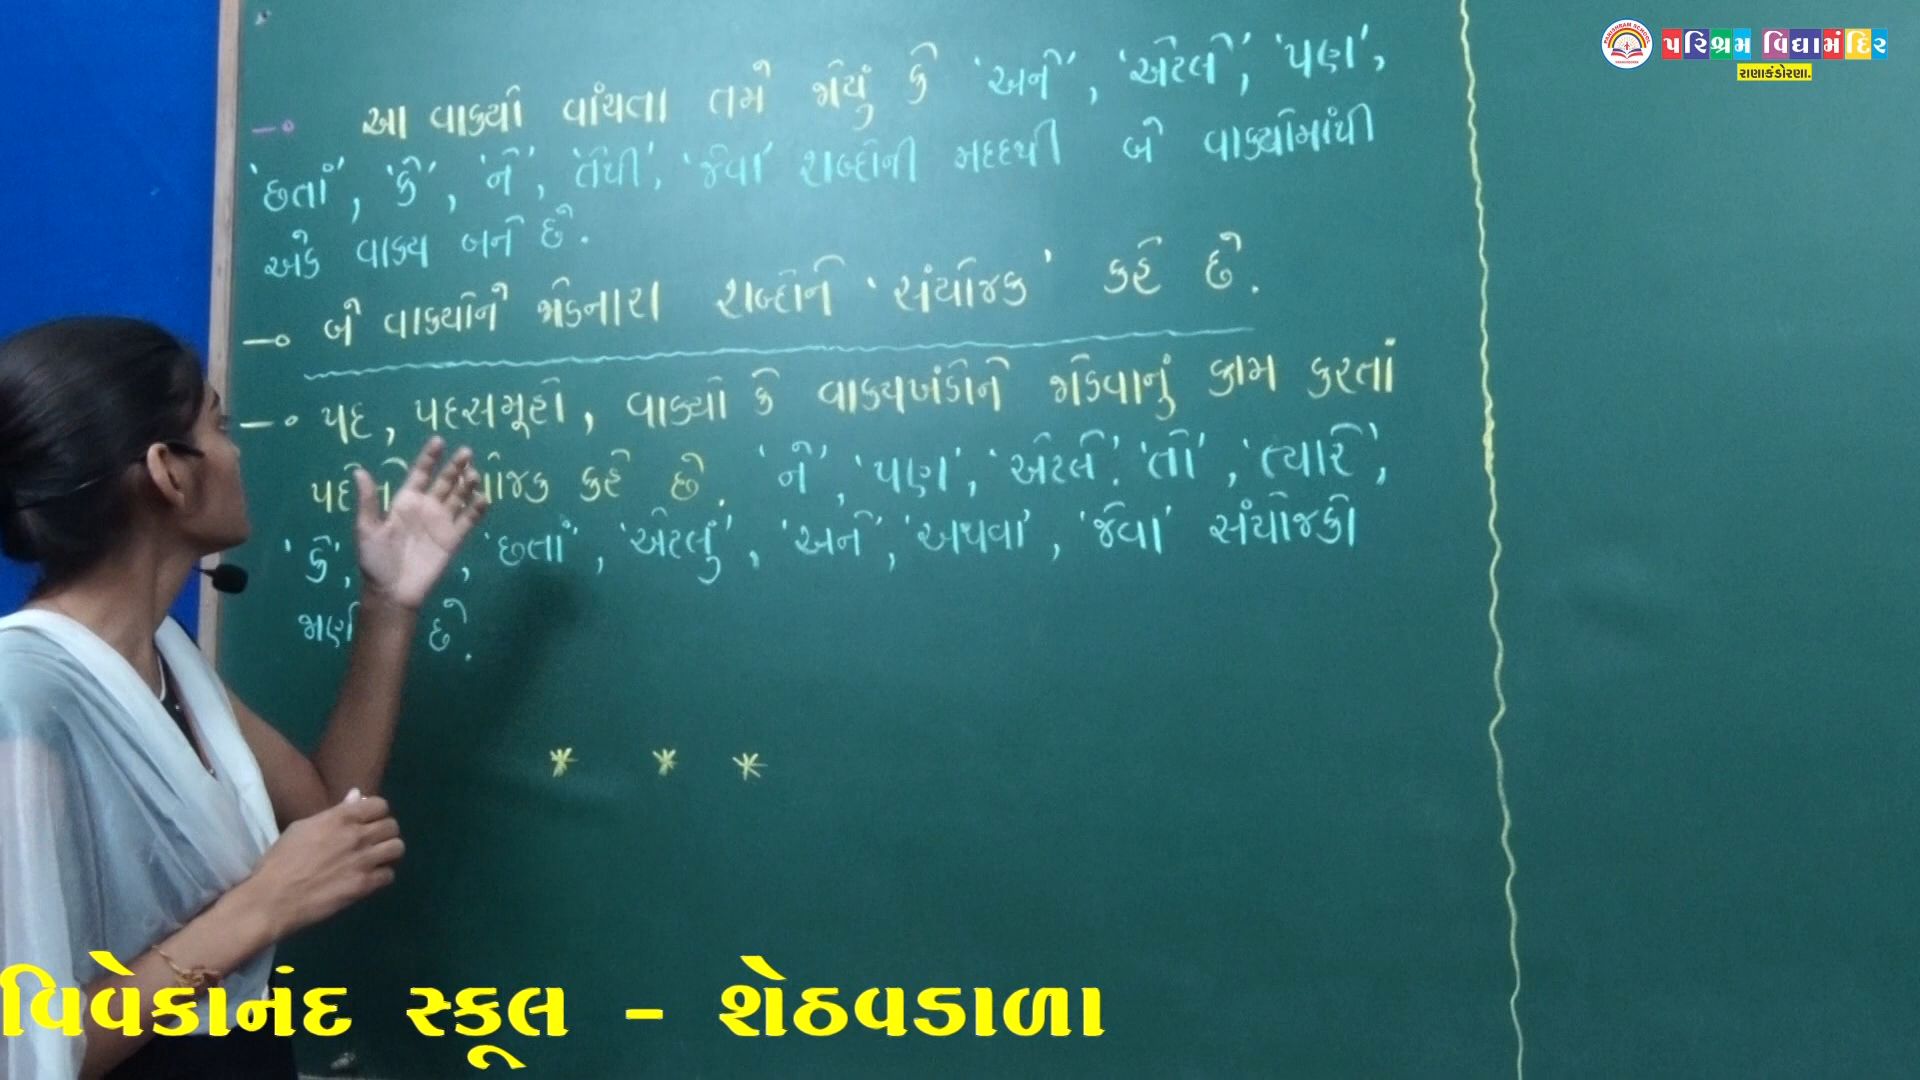 પરિશ્રમ વિદ્યામંદિર
રાણાકંડોરણા.
આ વાક્યો વાંચતા તમે જોયું કે 'અને', 'એટલે', 'પણ',
'છતાં', 'કે', 'ને', 'તેથી', 'જેવા' શબ્દોની મદદથી બે વાક્યોમાંથી
એક વાક્ય બને છે.
બે વાક્યોને જોડનારા શબ્દોને 'સંયોજક' કહે છે.
પદ, પદસમૂહો, વાક્યો કે વાક્યખંડોને જોડવાનું કામ કરતાં
કહે છે. 'ને', 'પણ', 'એટલે'. 'તો', 'ત્યારે',
'કે', 'છતાં', 'એટલું', 'અને', 'અથવા', 'જેવા' સંયોજકો
છે.
* * *
વિવેકાનંદ સ્કૂલ - શેઠવડાળા